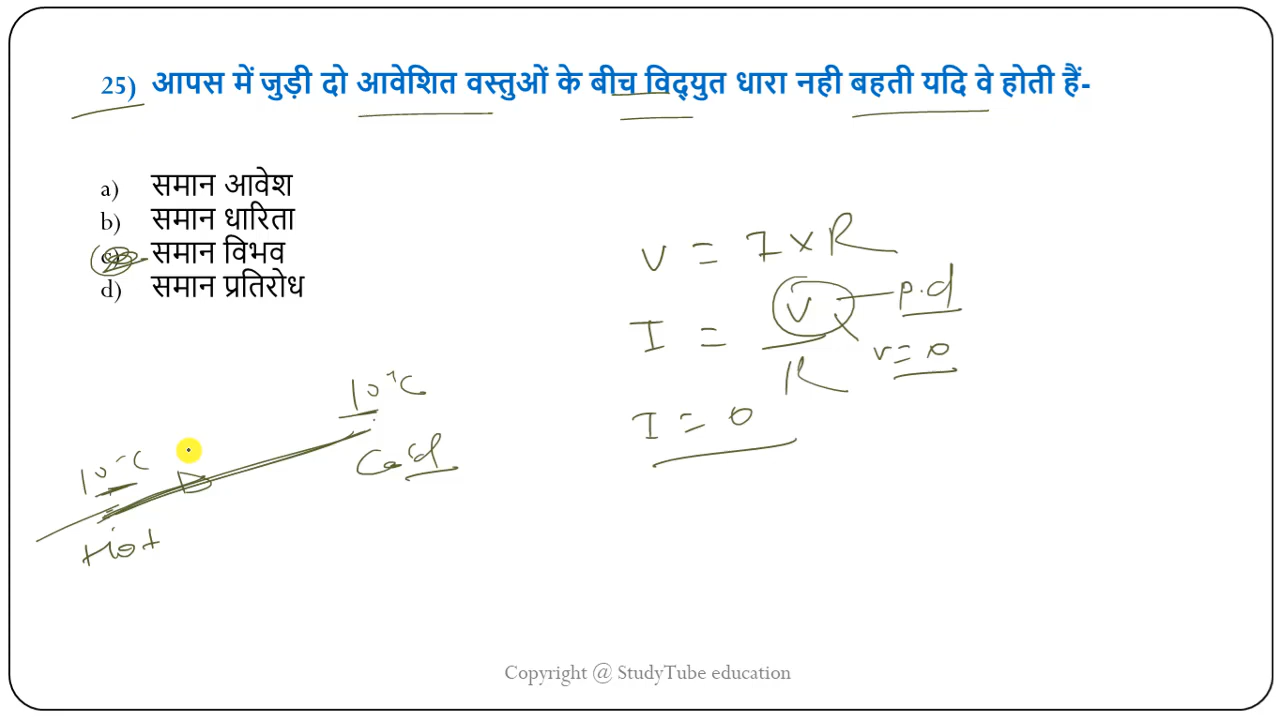 25) आपस में जुड़ी दो आवेशित वस्तुओं के बीच विद्युत धारा नही बहती यदि वे होती हैं-
a) समान आवेश
b) समान धारिता
समान विभव
d) समान प्रतिरोध
V = I × R
I = V / R
p.d
V = 0
I = 0
10°C
Cold
10°C
Hot
Copyright @ StudyTube education